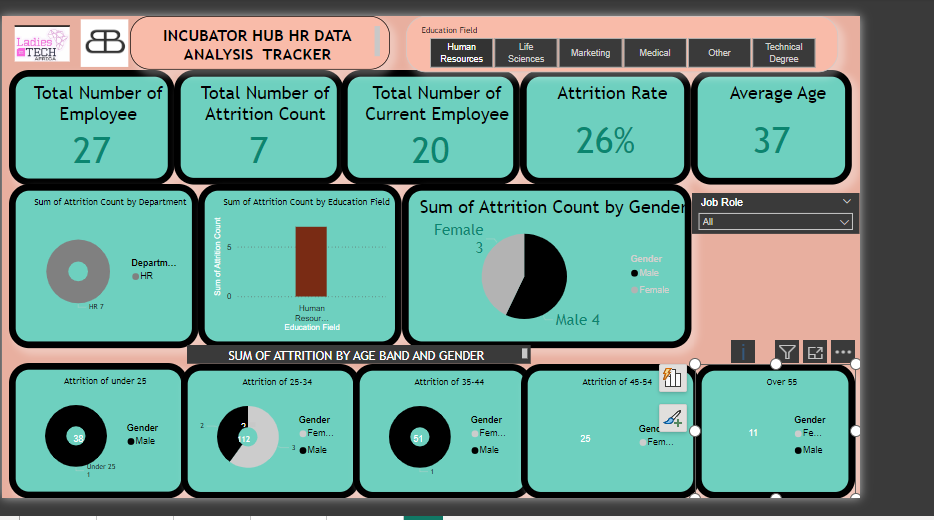 Ladies
in TECH
AFRICA
INCUBATOR HUB HR DATA
ANALYSIS TRACKER
Education Field
Human
Resources
Life
Sciences
Marketing
Medical
Other
Technical
Degree
Total Number of
Employee
27
Total Number of
Attrition Count
7
Total Number of
Current Employee
20
Attrition Rate
26%
Average Age
37
Sum of Attrition Count by Department
Departm...
HR
HR 7
Sum of Attrition Count by Education Field
Sum of Attrition Count
5
0
Human
Resour...
Education Field
Sum of Attrition Count by Gender
Female
3
Male 4
Gender
Male
Female
Job Role
All
SUM OF ATTRITION BY AGE BAND AND GENDER
Attrition of under 25
38
Under 25
1
Gender
Male
Attrition of 25-34
2
112
3
Gender
Fem...
Male
Attrition of 35-44
51
1
Gender
Fem...
Male
Attrition of 45-54
25
Fem...
Over 55
11
Gender
Fe...
Male